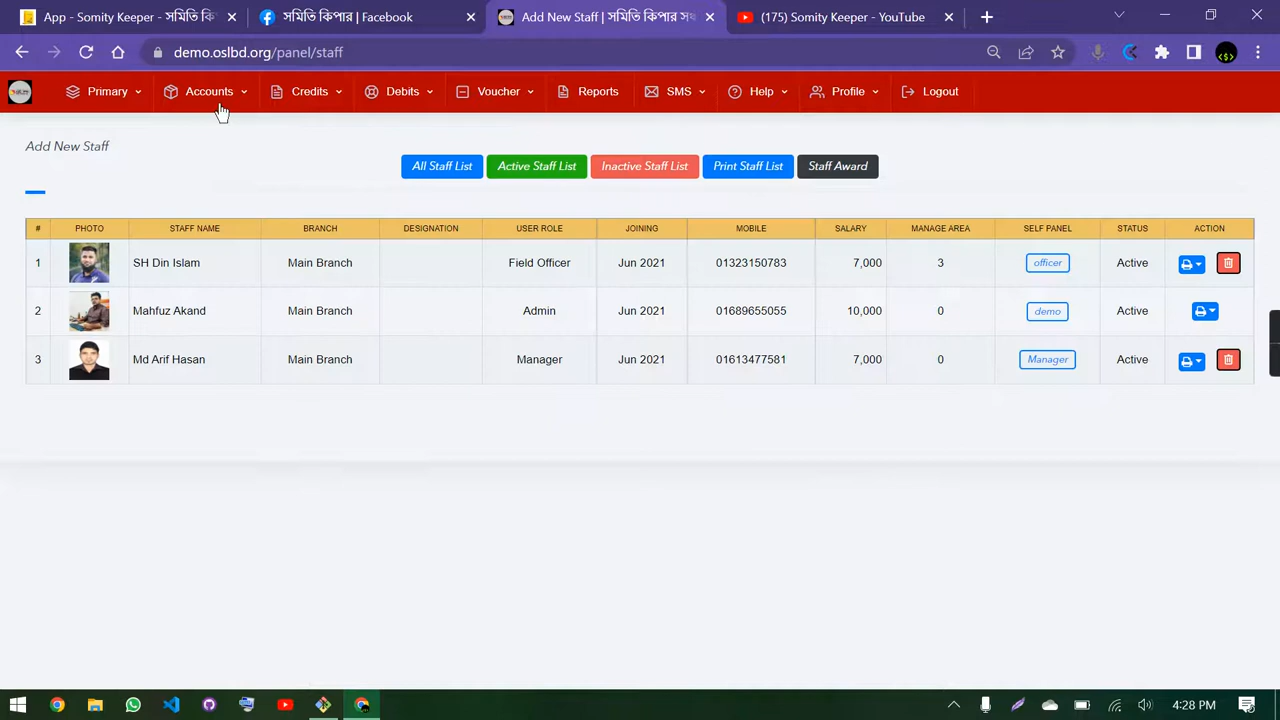 App - Somity Keeper - সমিতি কি
সমিতি কিপার | Facebook
Add New Staff | সমিতি কিপার সফ
(175) Somity Keeper - YouTube
demo.oslbd.org/panel/staff
Primary
Accounts
Credits
Debits
Voucher
Reports
SMS
Help
Profile
Logout
Add New Staff
All Staff List
Active Staff List
Inactive Staff List
Print Staff List
Staff Award
# PHOTO STAFF NAME BRANCH DESIGNATION USER ROLE JOINING MOBILE SALARY MANAGE AREA SELF PANEL STATUS ACTION
1 SH Din Islam Main Branch Field Officer Jun 2021 01323150783 7,000 3 officer Active
2 Mahfuz Akand Main Branch Admin Jun 2021 01689655055 10,000 0 demo Active
3 Md Arif Hasan Main Branch Manager Jun 2021 01613477581 7,000 0 Manager Active
4:28 PM